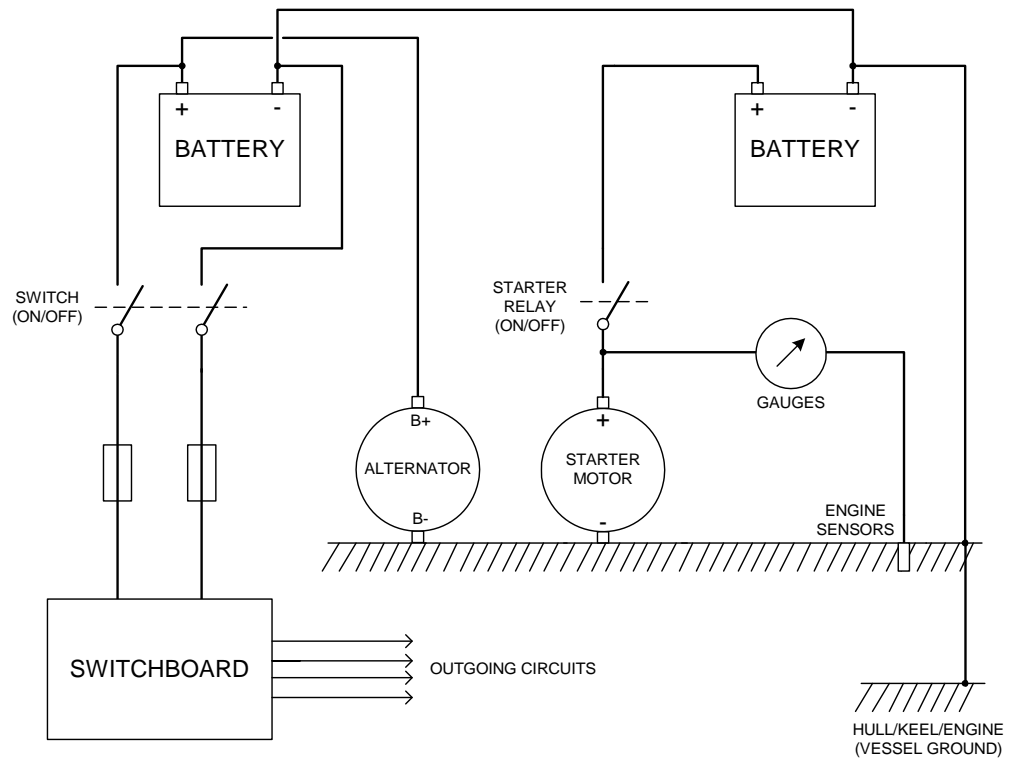 +
-
BATTERY
+
-
BATTERY
SWITCH
(ON/OFF)
STARTER
RELAY
(ON/OFF)
GAUGES
B+
ALTERNATOR
B-
+
STARTER
MOTOR
-
ENGINE
SENSORS
SWITCHBOARD
OUTGOING CIRCUITS
HULL/KEEL/ENGINE
(VESSEL GROUND)